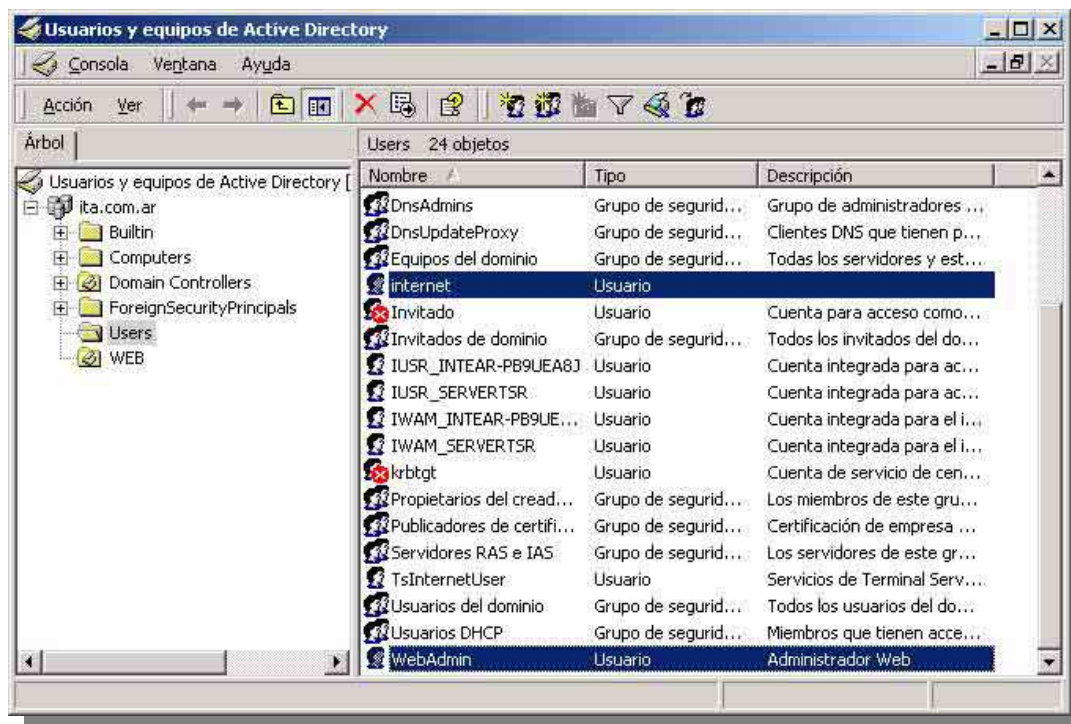 Usuarios y equipos de Active Directory
Consola Ventana Ayuda
Acción Ver
Árbol
Users 24 objetos
Usuarios y equipos de Active Directory [
ita.com.ar
Builtin
Computers
Domain Controllers
ForeignSecurityPrincipals
Users
WEB
Nombre Tipo Descripción
DnsAdmins Grupo de segurid... Grupo de administradores ...
DnsUpdateProxy Grupo de segurid... Clientes DNS que tienen p...
Equipos del dominio Grupo de segurid... Todas los servidores y est...
internet Usuario
Invitado Usuario Cuenta para acceso como...
Invitados de dominio Grupo de segurid... Todos los invitados del do...
IUSR_INTEAR-PB9UEA8J Usuario Cuenta integrada para ac...
IUSR_SERVERTSR Usuario Cuenta integrada para ac...
IWAM_INTEAR-PB9UE... Usuario Cuenta integrada para el i...
IWAM_SERVERTSR Usuario Cuenta integrada para el i...
krbtgt Usuario Cuenta de servicio de cen...
Propietarios del cread... Grupo de segurid... Los miembros de este gru...
Publicadores de certifi... Grupo de segurid... Certificación de empresa ...
Servidores RAS e IAS Grupo de segurid... Los servidores de este gr...
TsInternetUser Usuario Servicios de Terminal Serv...
Usuarios del dominio Grupo de segurid... Todos los usuarios del do...
Usuarios DHCP Grupo de segurid... Miembros que tienen acce...
WebAdmin Usuario Administrador Web